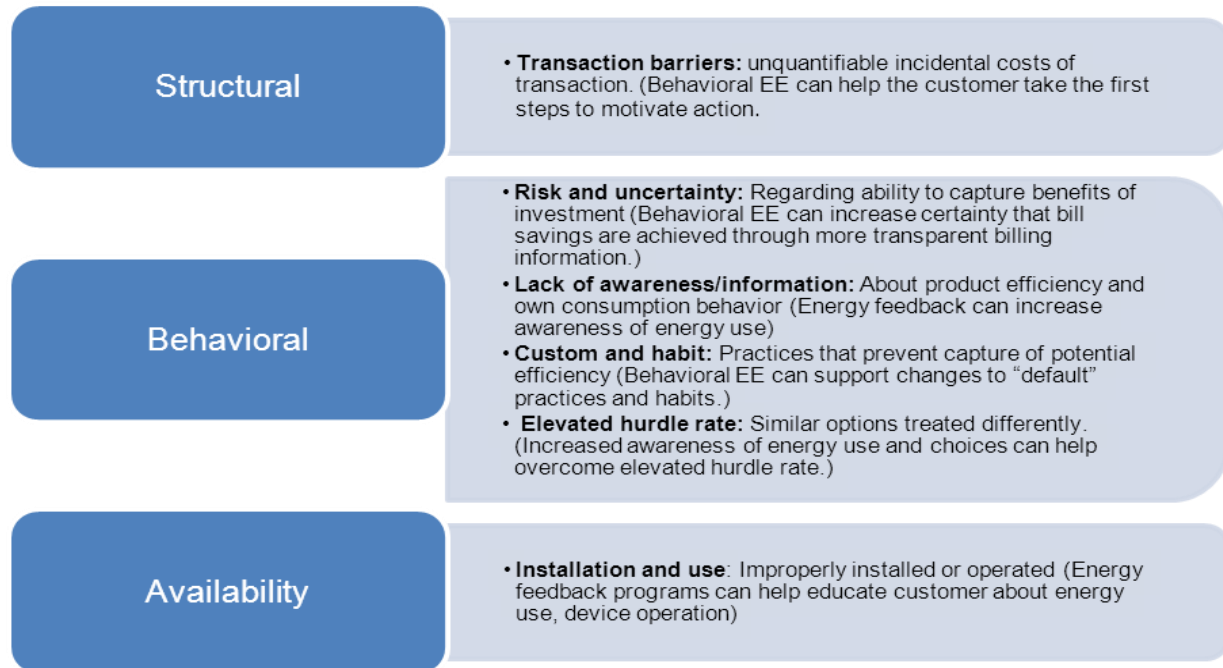 Structural
• Transaction barriers: unquantifiable incidental costs of
transaction. (Behavioral EE can help the customer take the first
steps to motivate action.
Behavioral
• Risk and uncertainty: Regarding ability to capture benefits of
investment (Behavioral EE can increase certainty that bill
savings are achieved through more transparent billing
information.)
• Lack of awareness/information: About product efficiency and
own consumption behavior (Energy feedback can increase
awareness of energy use)
• Custom and habit: Practices that prevent capture of potential
efficiency (Behavioral EE can support changes to “default”
practices and habits.)
• Elevated hurdle rate: Similar options treated differently.
(Increased awareness of energy use and choices can help
overcome elevated hurdle rate.)
Availability
• Installation and use: Improperly installed or operated (Energy
feedback programs can help educate customer about energy
use, device operation)